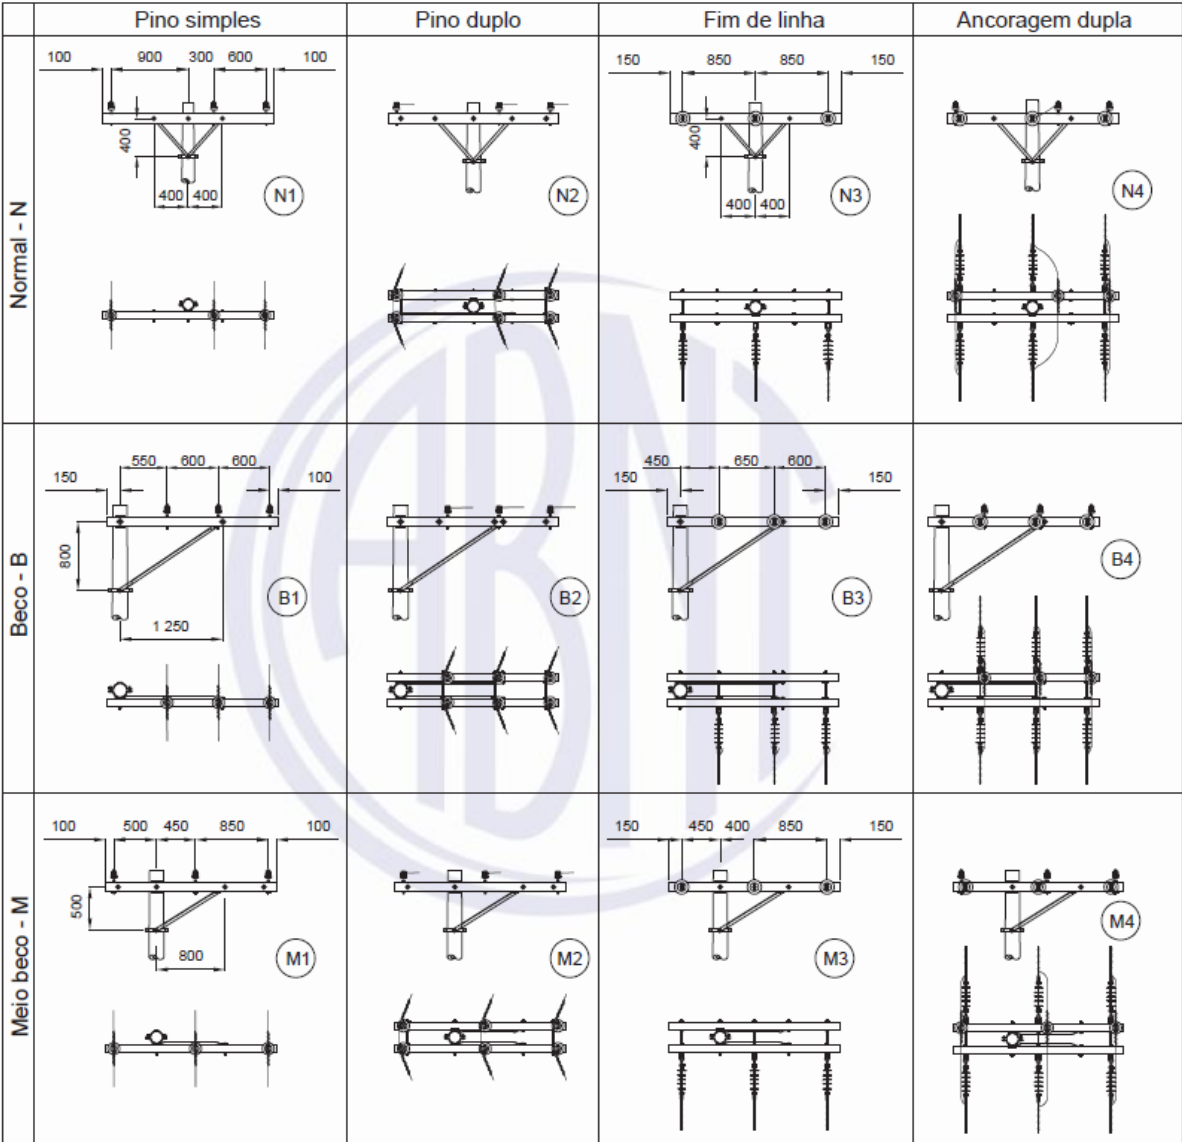 Pino simples
Pino duplo
Fim de linha
Ancoragem dupla
Normal - N
100 900 300 600 100
400
400 400
N1
N2
150 850 850 150
400
400 400
N3
N4
Beco - B
550 600 600
150 100
800
1 250
B1
B2
450 650 600
150 150
B3
B4
Meio beco - M
100 500 450 850 100
500
800
M1
M2
150 450 400 850 150
M3
M4
ABNT